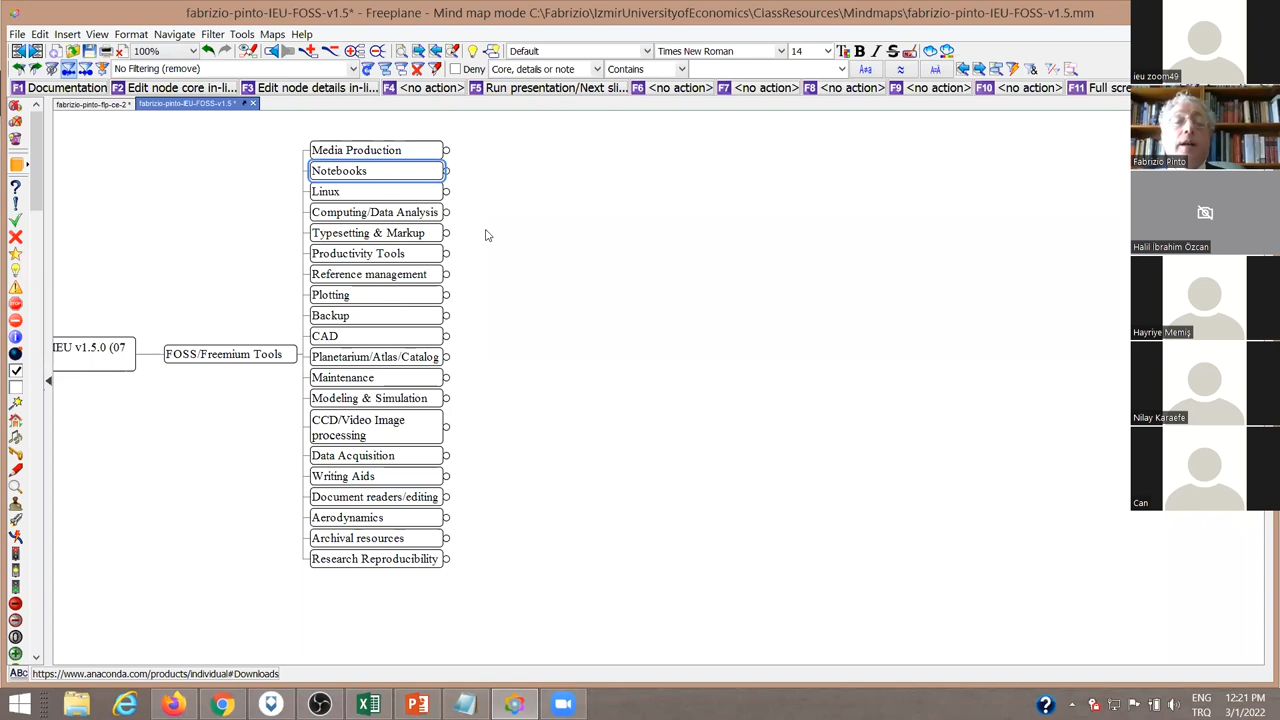 fabrizio-pinto-IEU-FOSS-v1.5* - Freeplane - Mind map mode C:\Fabrizio\IzmirUniversityofEconomics\ClassResources\Mindmaps\fabrizio-pinto-IEU-FOSS-v1.5.mm
File Edit Insert View Format Navigate Filter Tools Maps Help
100% Default Times New Roman 14
No Filtering (remove) Deny Core, details or note Contains
F1 Documentation F2 Edit node core in-li... F3 Edit node details in-l... F4 <no action> F5 Run presentation/Next sli... F6 <no action> F7 <no action> F8 <no action> F9 <no action> F10 <no action> F11 Full scre
fabrizio-pinto-flp-ce-2 * fabrizio-pinto-IEU-FOSS-v1.5 *
Media Production
Notebooks
Linux
Computing/Data Analysis
Typesetting & Markup
Productivity Tools
Reference management
Plotting
Backup
CAD
IEU v1.5.0 (07
FOSS/Freemium Tools
Planetarium/Atlas/Catalog
Maintenance
Modeling & Simulation
CCD/Video Image
processing
Data Acquisition
Writing Aids
Document readers/editing
Aerodynamics
Archival resources
Research Reproducibility
ieu zoom49
Fabrizio Pinto
Halil İbrahim Özcan
Hayriye Memiş
Nilay Karaefe
Can
https://www.anaconda.com/products/individual#Downloads
ENG
TRQ
12:21 PM
3/1/2022